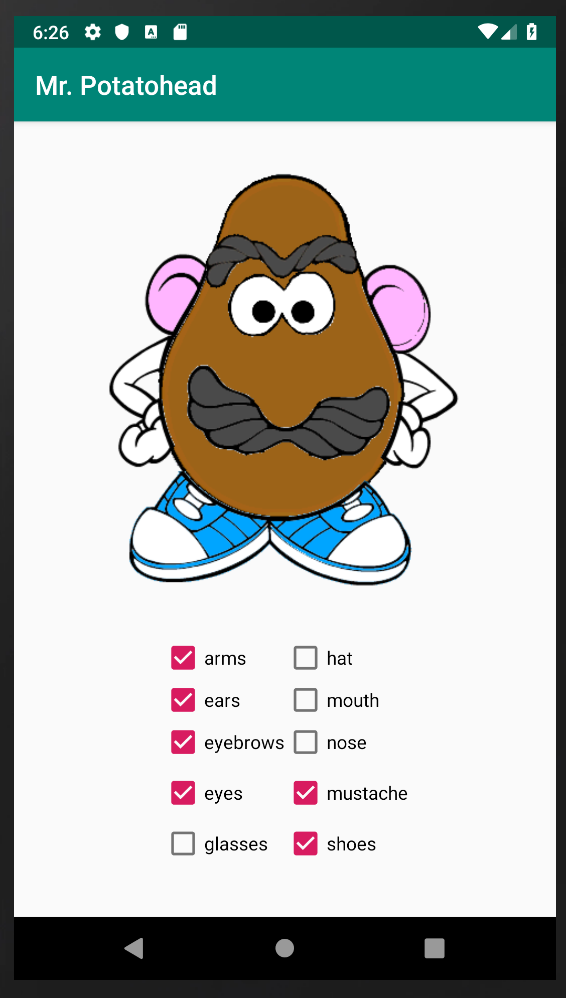 6:26
Mr. Potatohead
arms hat
ears mouth
eyebrows nose
eyes mustache
glasses shoes